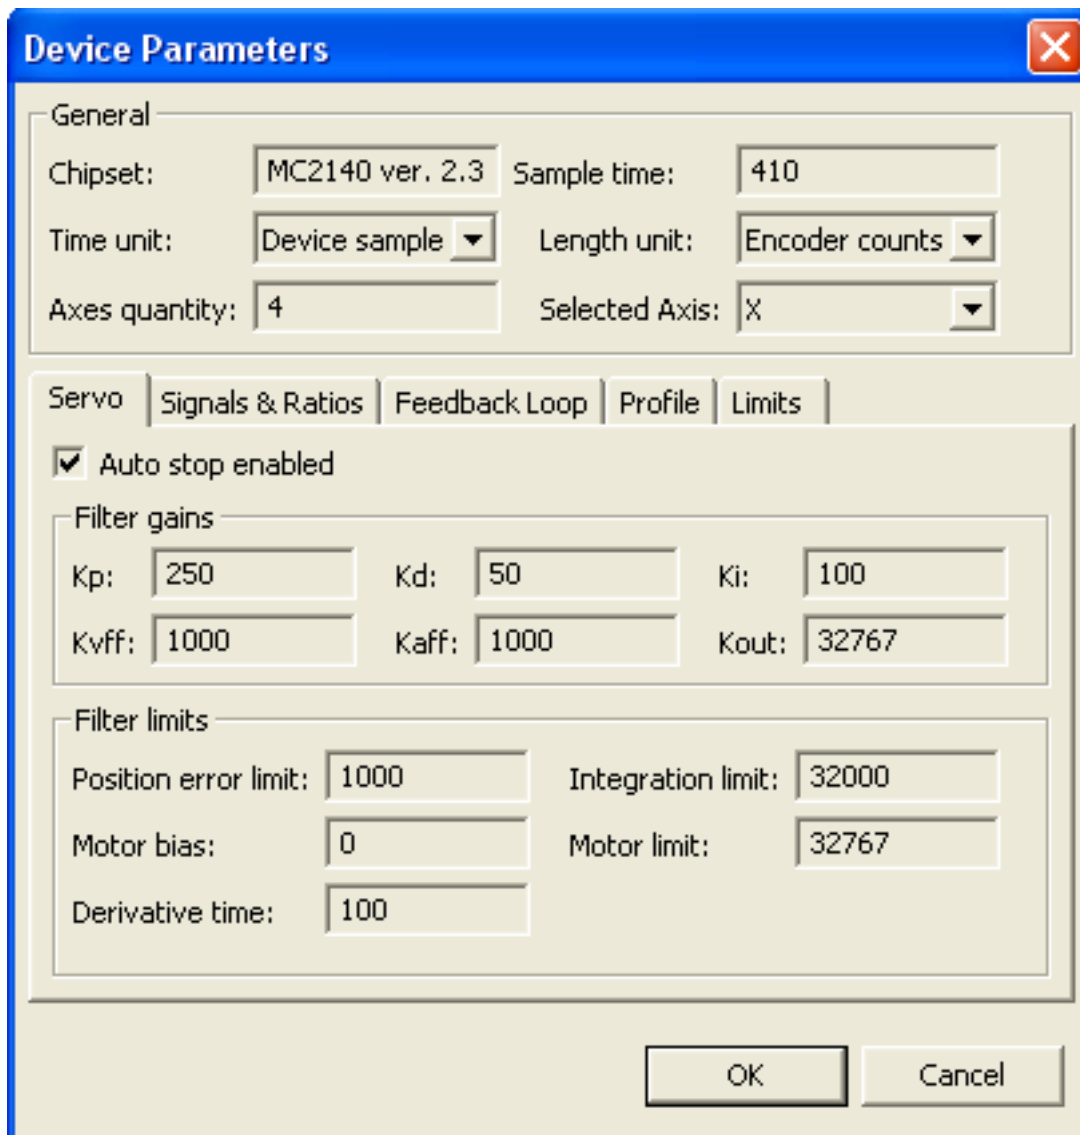 Device Parameters
General
Chipset: MC2140 ver. 2.3 Sample time: 410
Time unit: Device sample Length unit: Encoder counts
Axes quantity: 4 Selected Axis: X
Servo Signals & Ratios Feedback Loop Profile Limits
Auto stop enabled
Filter gains
Kp: 250 Kd: 50 Ki: 100
Kvff: 1000 Kaff: 1000 Kout: 32767
Filter limits
Position error limit: 1000 Integration limit: 32000
Motor bias: 0 Motor limit: 32767
Derivative time: 100
OK Cancel